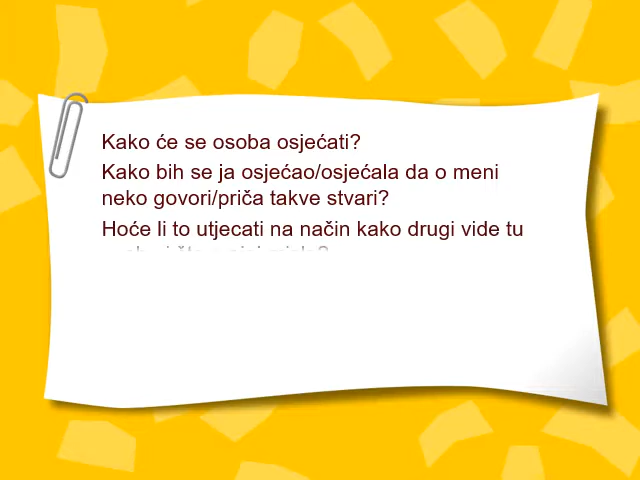 Kako će se osoba osjećati?
Kako bih se ja osjećao/osjećala da o meni
neko govori/priča takve stvari?
Hoće li to utjecati na način kako drugi vide tu